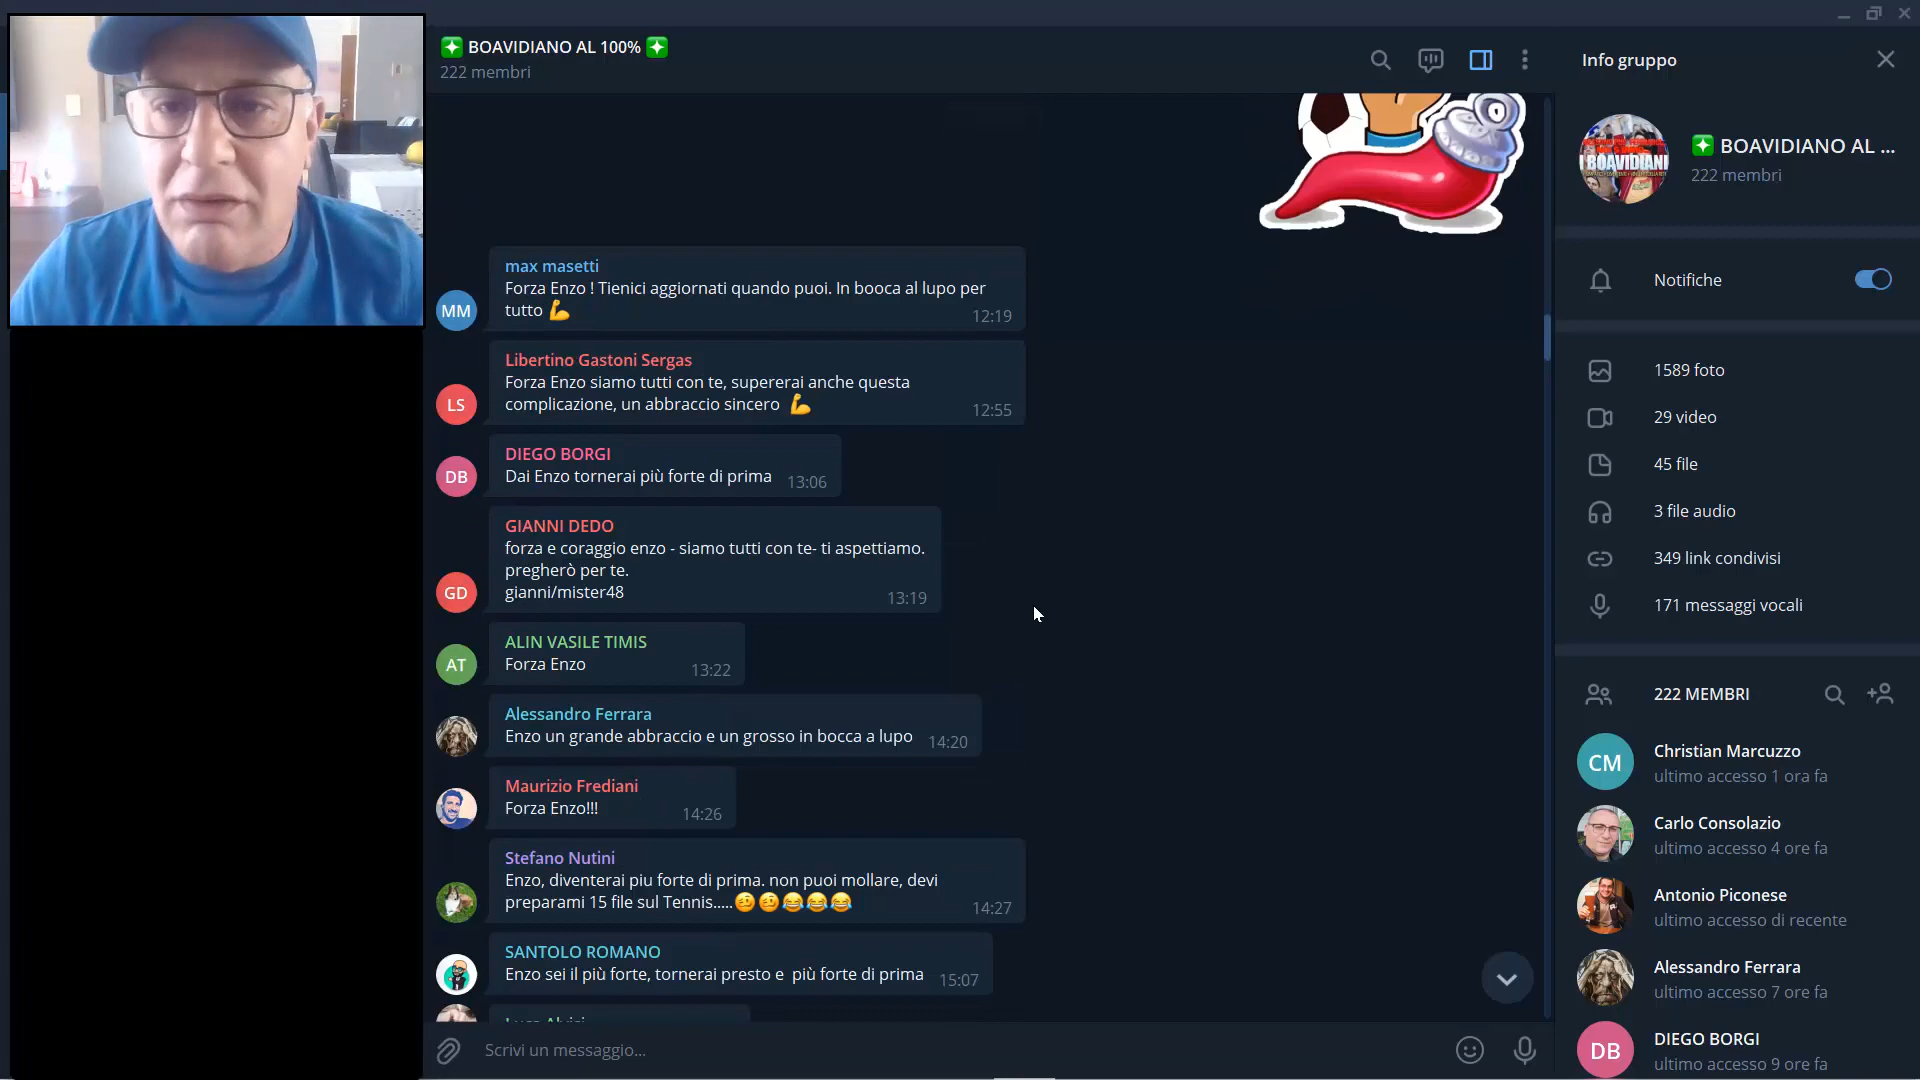 BOAVIDIANO AL 100%
222 membri
max masetti
Forza Enzo ! Tienici aggiornati quando puoi. In booca al lupo per
tutto 💪
12:19
MM
Libertino Gastoni Sergas
Forza Enzo siamo tutti con te, supererai anche questa
complicazione, un abbraccio sincero 💪
12:55
LS
DIEGO BORGI
Dai Enzo tornerai più forte di prima
13:06
DB
GIANNI DEDO
forza e coraggio enzo - siamo tutti con te- ti aspettiamo.
pregherò per te.
gianni/mister48
13:19
GD
ALIN VASILE TIMIS
Forza Enzo
13:22
AT
Alessandro Ferrara
Enzo un grande abbraccio e un grosso in bocca a lupo
14:20
Maurizio Frediani
Forza Enzo!!!
14:26
Stefano Nutini
Enzo, diventerai piu forte di prima. non puoi mollare, devi
preparami 15 file sul Tennis.....🤨🤨😂😂😂
14:27
SANTOLO ROMANO
Enzo sei il più forte, tornerai presto e più forte di prima
15:07
Scrivi un messaggio...
Info gruppo
I BOAVIDIANI
BOAVIDIANO AL ...
222 membri
Notifiche
1589 foto
29 video
45 file
3 file audio
349 link condivisi
171 messaggi vocali
222 MEMBRI
CM
Christian Marcuzzo
ultimo accesso 1 ora fa
Carlo Consolazio
ultimo accesso 4 ore fa
Antonio Piconese
ultimo accesso di recente
Alessandro Ferrara
ultimo accesso 7 ore fa
DB
DIEGO BORGI
ultimo accesso 9 ore fa